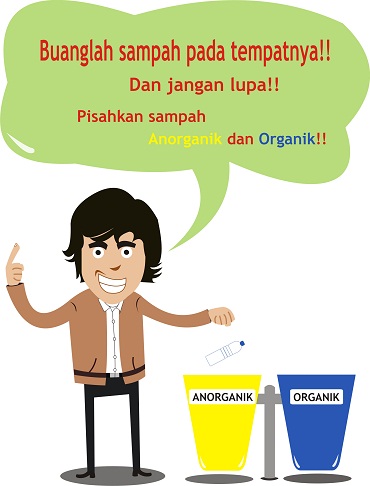 Buanglah sampah pada tempatnya!!
Dan jangan lupa!!
Pisahkan sampah
Anorganik dan Organik!!
ANORGANIK
ORGANIK